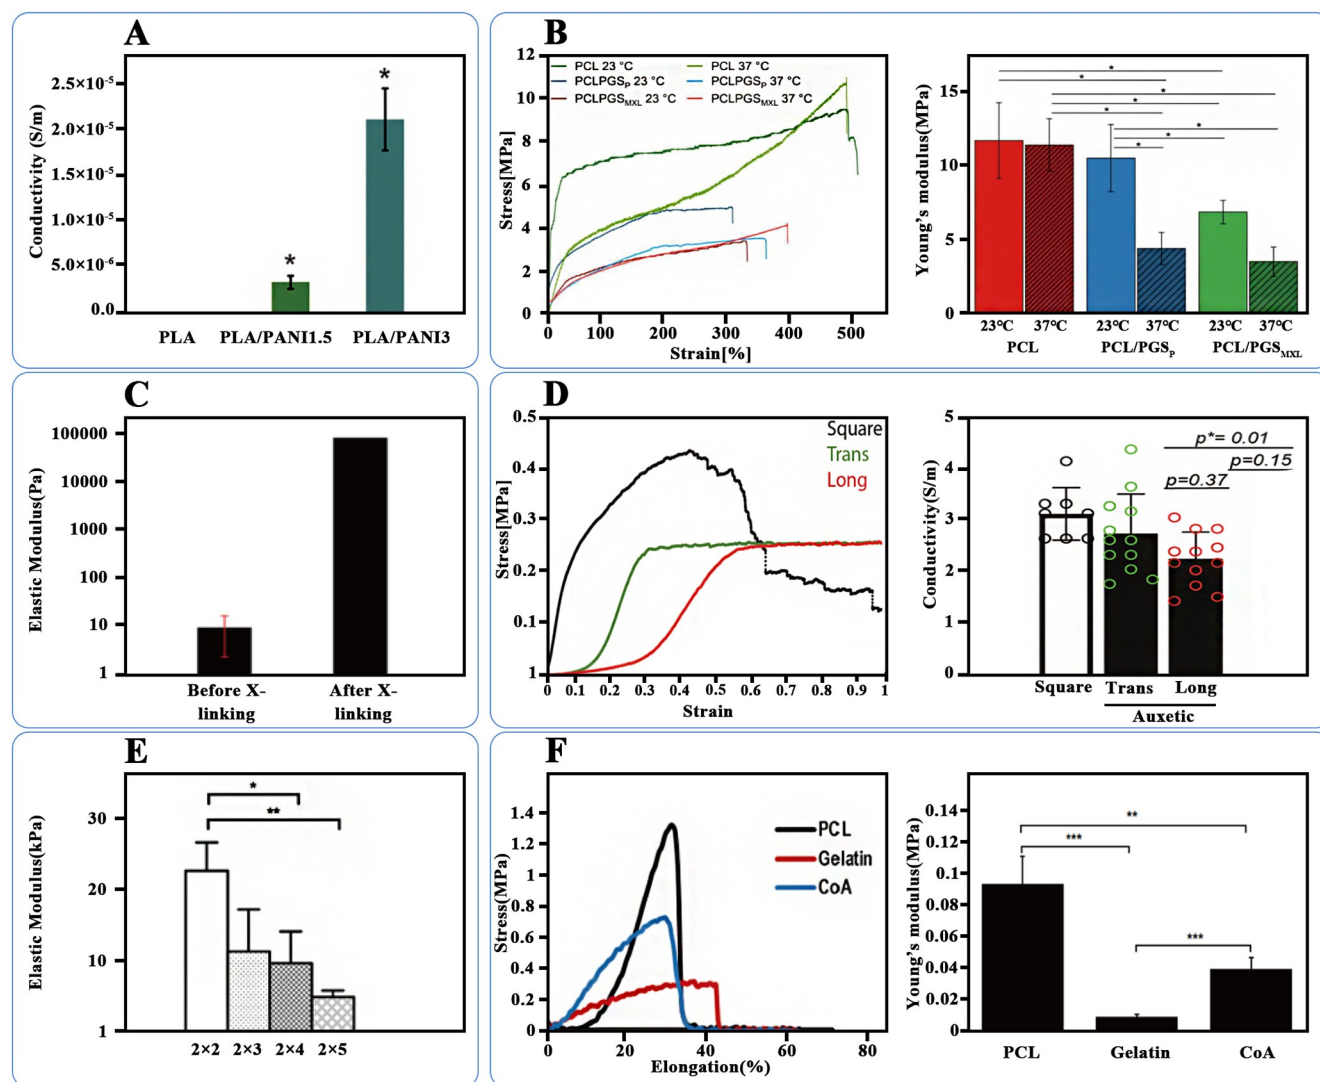 A
Conductivity (S/m)
2.5×10⁻⁵
2.0×10⁻⁵
1.5×10⁻⁵
1.0×10⁻⁵
5.0×10⁻⁶
0.0
*
*
PLA PLA/PANI1.5 PLA/PANI3
B
Stress[MPa]
12
10
8
6
4
2
0
PCL 23 °C PCL 37 °C
PCLPGSP 23 °C PCLPGSP 37 °C
PCLPGSMXL 23 °C PCLPGSMXL 37 °C
0 100 200 300 400 500
Strain[%]
Young's modulus(MPa)
15
10
5
0
*
*
*
*
*
*
*
*
*
23°C 37°C 23°C 37°C 23°C 37°C
PCL PCL/PGSP PCL/PGSMXL
C
Elastic Modulus(Pa)
100000
10000
1000
100
10
1
Before X-linking
After X-linking
D
Stress[MPa]
0.5
0.4
0.3
0.2
0.1
1
Square
Trans
Long
0 0.1 0.2 0.3 0.4 0.5 0.6 0.7 0.8 0.9 1
Strain
Conductivity(S/m)
5
4
3
2
1
0
p*= 0.01
p=0.15
p=0.37
Square Trans Long
Auxetic
E
Elastic Modulus(kPa)
30
20
10
1
*
**
2×2 2×3 2×4 2×5
F
Stress(MPa)
1.4
1.2
1
0.8
0.6
0.4
0.2
0
PCL
Gelatin
CoA
0 20 40 60 80
Elongation(%)
Young's modulus(MPa)
0.14
0.12
0.1
0.08
0.06
0.04
0.02
0
**
***
***
PCL Gelatin CoA